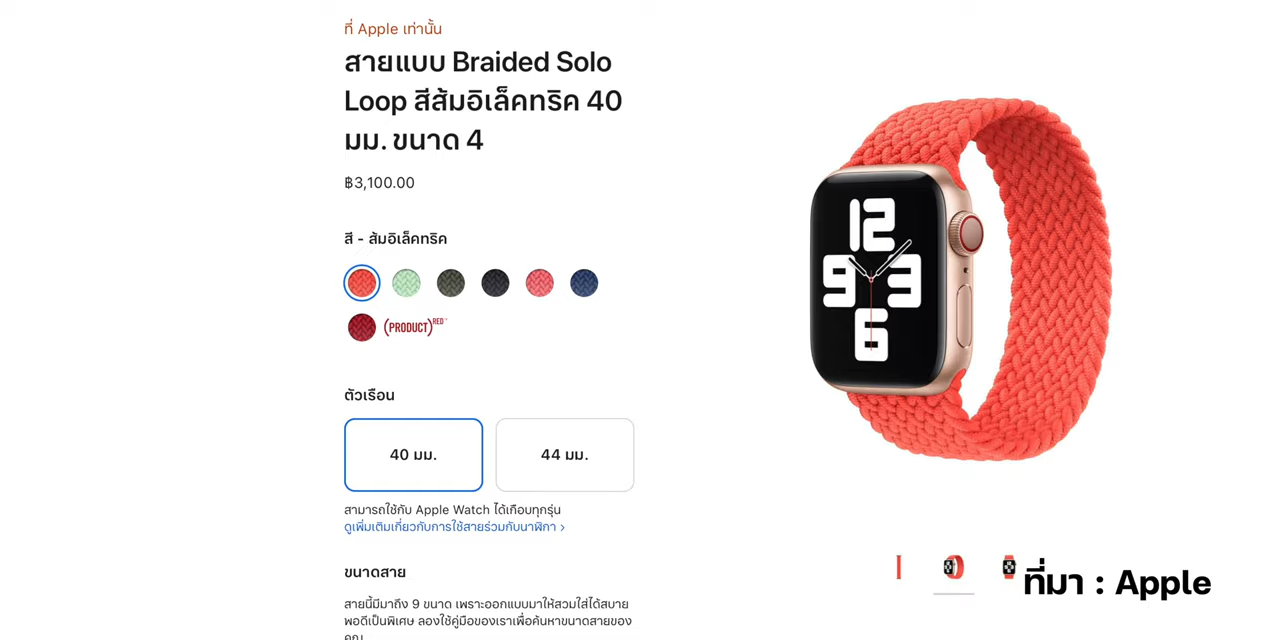 ที่ Apple เท่านั้น
สายแบบ Braided Solo
Loop สีส้มอิเล็คทริค 40
มม. ขนาด 4
฿3,100.00
สี - ส้มอิเล็คทริค
(PRODUCT)RED™
ตัวเรือน
40 มม.
44 มม.
สามารถใช้กับ Apple Watch ได้เกือบทุกรุ่น
ดูเพิ่มเติมเกี่ยวกับการใช้สายร่วมกับนาฬิกา ›
ขนาดสาย
สายนี้มีมาถึง 9 ขนาด เพราะออกแบบมาให้สวมใส่ได้สบาย
พอดีเป็นพิเศษ ลองใช้คู่มือของเราเพื่อค้นหาขนาดสายของ
คุณ
12
9 3
6
ที่มา : Apple